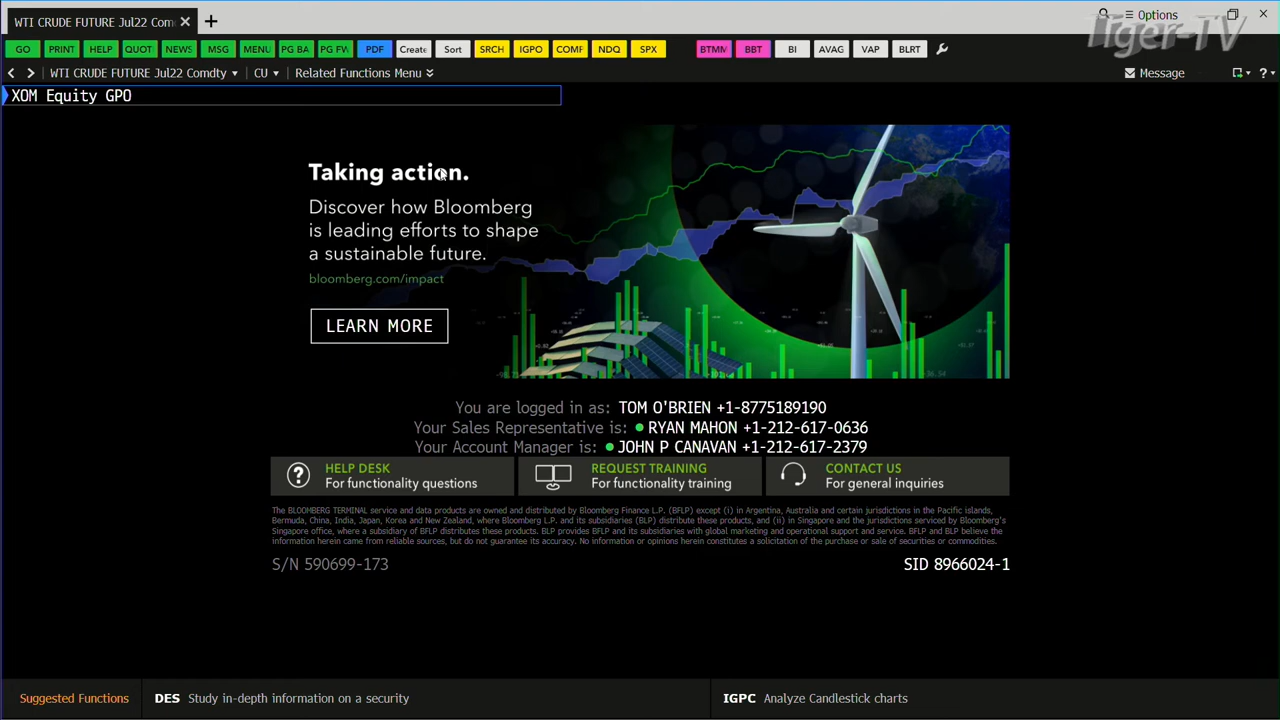 WTI CRUDE FUTURE Jul22 Com
Options
Tiger-TV
GO PRINT HELP QUOT NEWS MSG MENU PG BA PG FW PDF Create Sort SRCH IGPO COMF NDQ SPX BTMM BBT BI AVAG VAP BLRT
WTI CRUDE FUTURE Jul22 Comdty CU Related Functions Menu Message ?
XOM Equity GPO
Taking action.
Discover how Bloomberg
is leading efforts to shape
a sustainable future.
bloomberg.com/impact
LEARN MORE
You are logged in as: TOM O'BRIEN +1-8775189190
Your Sales Representative is: RYAN MAHON +1-212-617-0636
Your Account Manager is: JOHN P CANAVAN +1-212-617-2379
HELP DESK
For functionality questions
REQUEST TRAINING
For functionality training
CONTACT US
For general inquiries
The BLOOMBERG TERMINAL service and data products are owned and distributed by Bloomberg Finance L.P. (BFLP) except (i) in Argentina, Australia and certain jurisdictions in the Pacific islands,
Bermuda, China, India, Japan, Korea and New Zealand, where Bloomberg L.P. and its subsidiaries (BLP) distribute these products, and (ii) in Singapore and the jurisdictions serviced by Bloomberg's
Singapore office, where a subsidiary of BFLP distributes these products. BLP provides BFLP and its subsidiaries with global marketing and operational support and service. BFLP and BLP believe the
information herein came from reliable sources, but do not guarantee its accuracy. No information or opinions herein constitutes a solicitation of the purchase or sale of securities or commodities.
S/N 590699-173
SID 8966024-1
Suggested Functions DES Study in-depth information on a security IGPC Analyze Candlestick charts